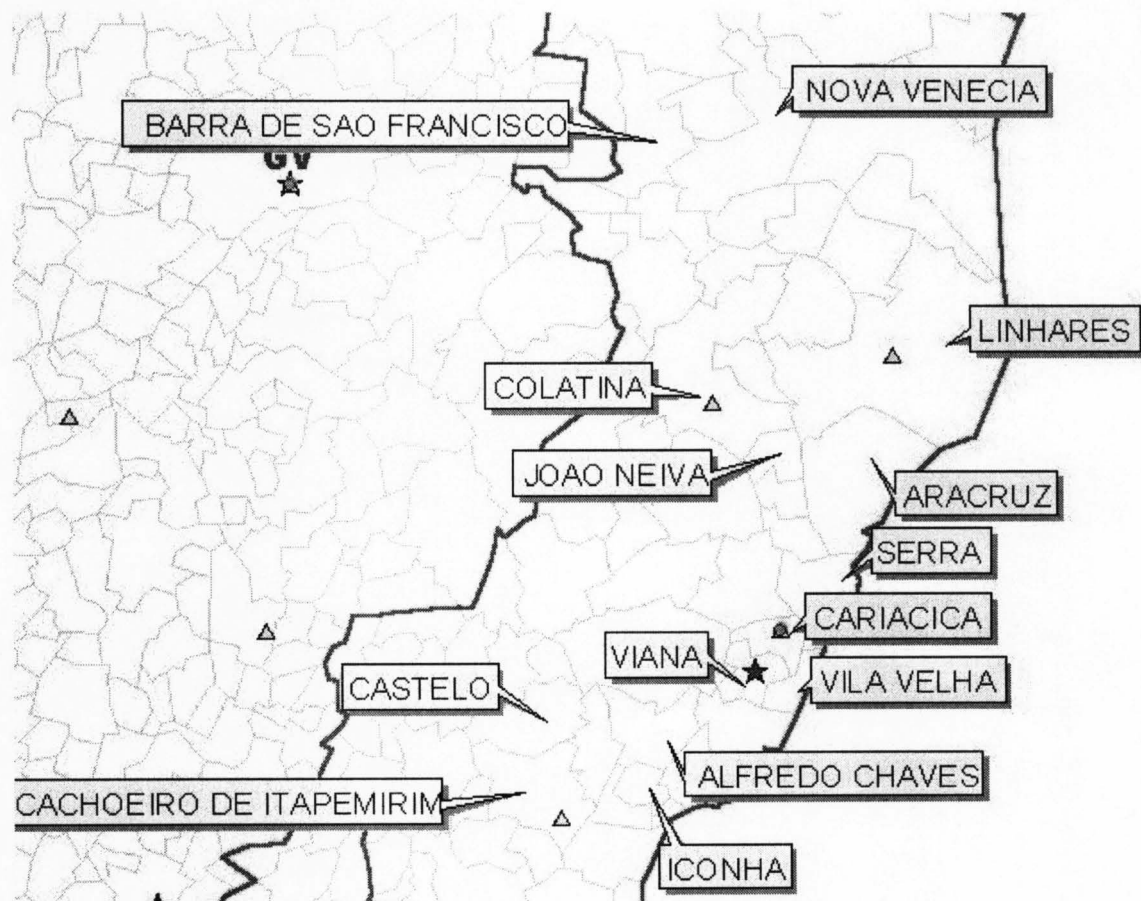 NOVA VENECIA
BARRA DE SAO FRANCISCO
GV
LINHARES
COLATINA
JOAO NEIVA
ARACRUZ
SERRA
CARIACICA
VIANA
VILA VELHA
CASTELO
ALFREDO CHAVES
CACHOEIRO DE ITAPEMIRIM
ICONHA